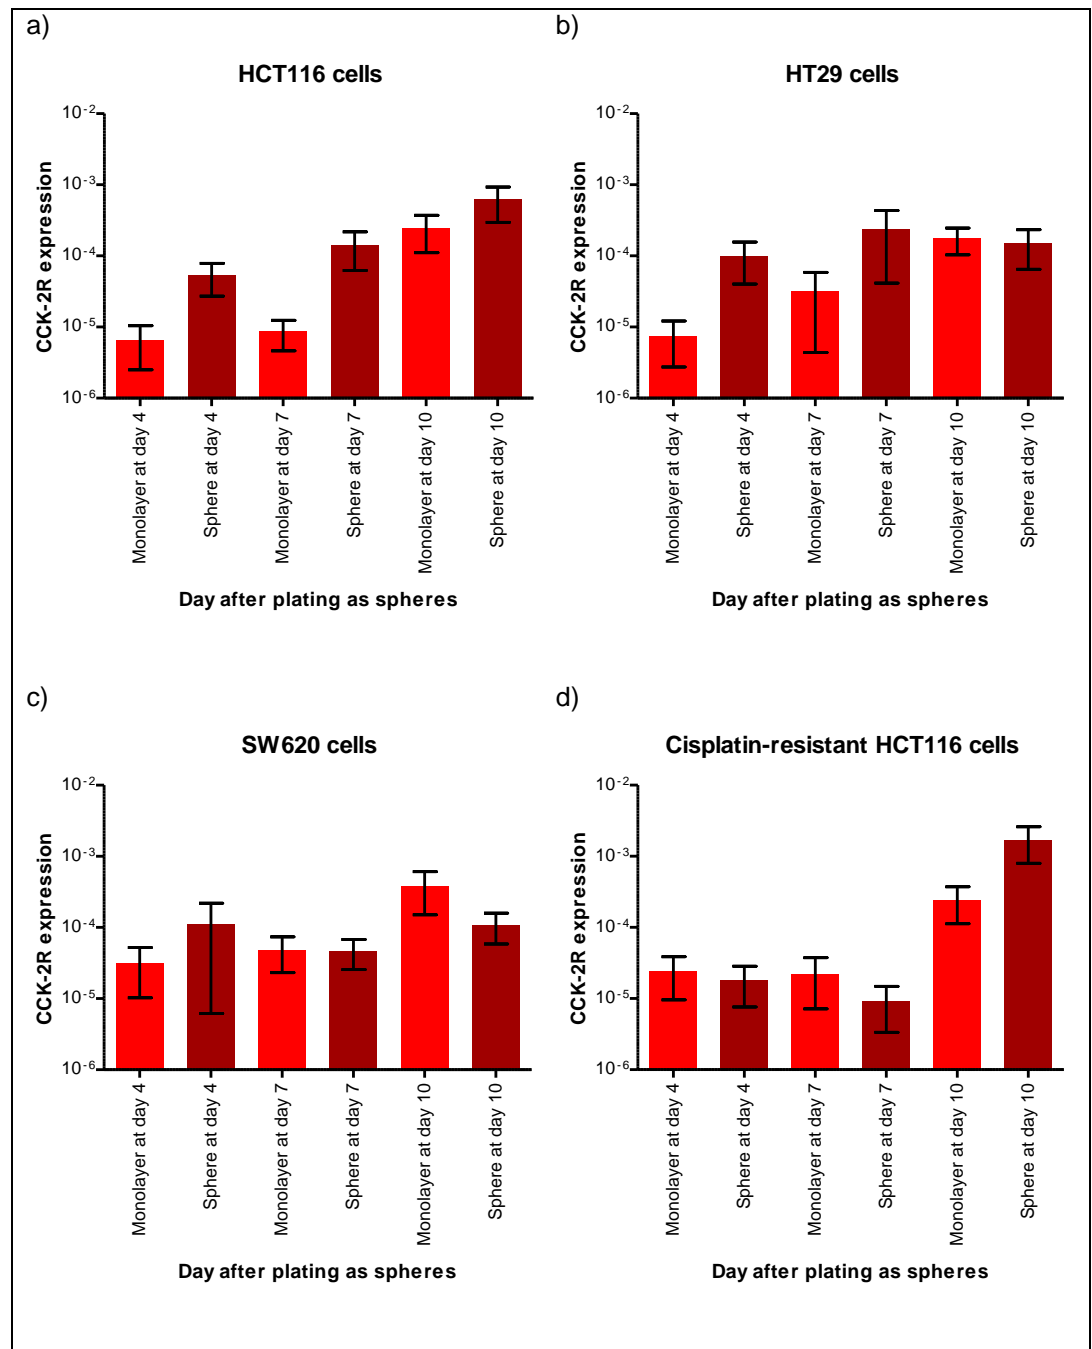 a)
HCT116 cells
CCK-2R expression
10-2
10-3
10-4
10-5
10-6
Monolayer at day 4
Sphere at day 4
Monolayer at day 7
Sphere at day 7
Monolayer at day 10
Sphere at day 10
Day after plating as spheres
b)
HT29 cells
CCK-2R expression
10-2
10-3
10-4
10-5
10-6
Monolayer at day 4
Sphere at day 4
Monolayer at day 7
Sphere at day 7
Monolayer at day 10
Sphere at day 10
Day after plating as spheres
c)
SW620 cells
CCK-2R expression
10-2
10-3
10-4
10-5
10-6
Monolayer at day 4
Sphere at day 4
Monolayer at day 7
Sphere at day 7
Monolayer at day 10
Sphere at day 10
Day after plating as spheres
d)
Cisplatin-resistant HCT116 cells
CCK-2R expression
10-2
10-3
10-4
10-5
10-6
Monolayer at day 4
Sphere at day 4
Monolayer at day 7
Sphere at day 7
Monolayer at day 10
Sphere at day 10
Day after plating as spheres